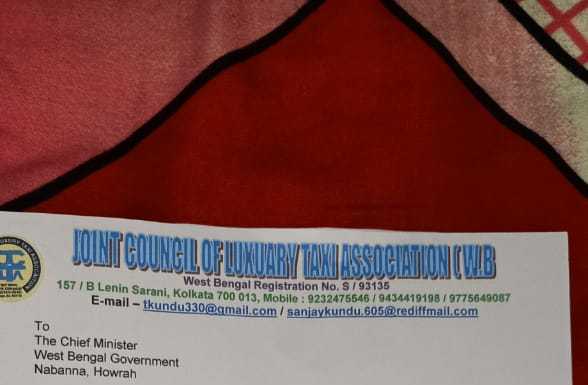 JOINT COUNCIL OF LUXUARY TAXI ASSOCIATION ( W.B
West Bengal Registration No. S / 93135
157 / B Lenin Sarani, Kolkata 700 013, Mobile : 9232475546 / 9434419198 / 9775649087
E-mail – tkundu330@gmail.com / sanjaykundu.605@rediffmail.com
To
The Chief Minister
West Bengal Government
Nabanna, Howrah